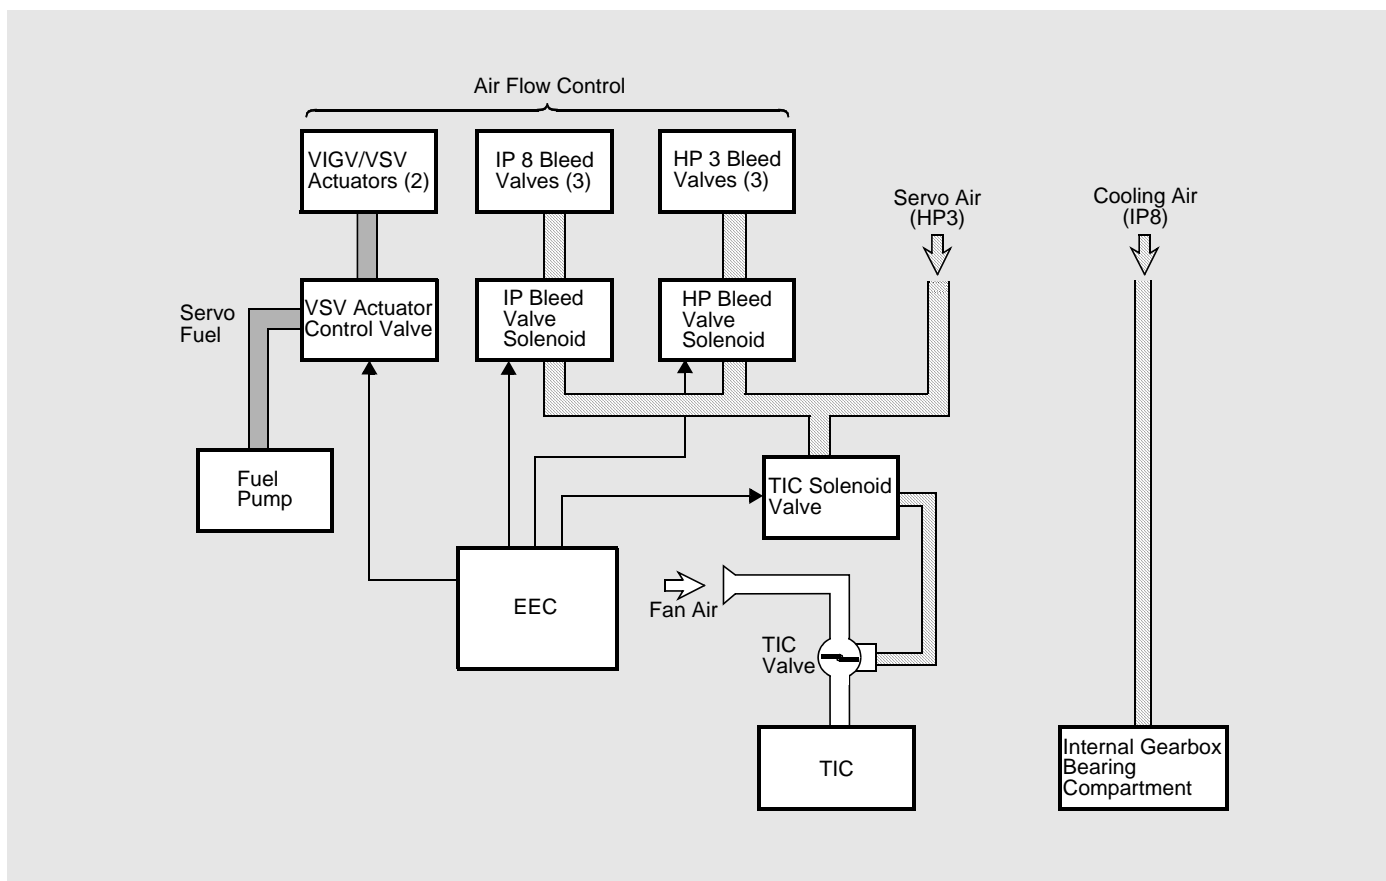 Air Flow Control
VIGV/VSV
Actuators (2)
IP 8 Bleed
Valves (3)
HP 3 Bleed
Valves (3)
Servo Air
(HP3)
Cooling Air
(IP8)
Servo
Fuel
VSV Actuator
Control Valve
IP Bleed
Valve
Solenoid
HP Bleed
Valve
Solenoid
Fuel
Pump
TIC Solenoid
Valve
EEC
Fan Air
TIC
Valve
TIC
Internal Gearbox
Bearing
Compartment